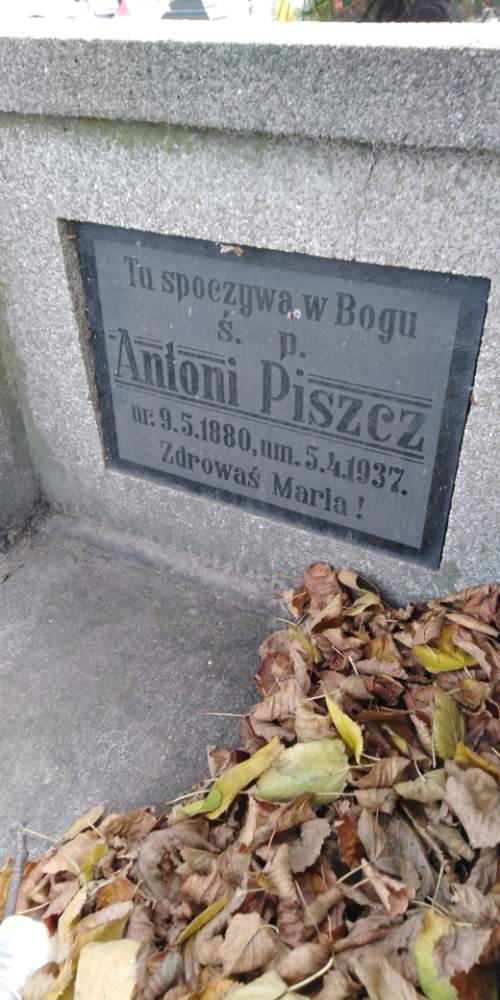 Tu spoczywa w Bogu
ś. p.
Antoni Piszcz
ur. 9.5.1880, um. 5.4.1937.
Zdrowaś Maria!